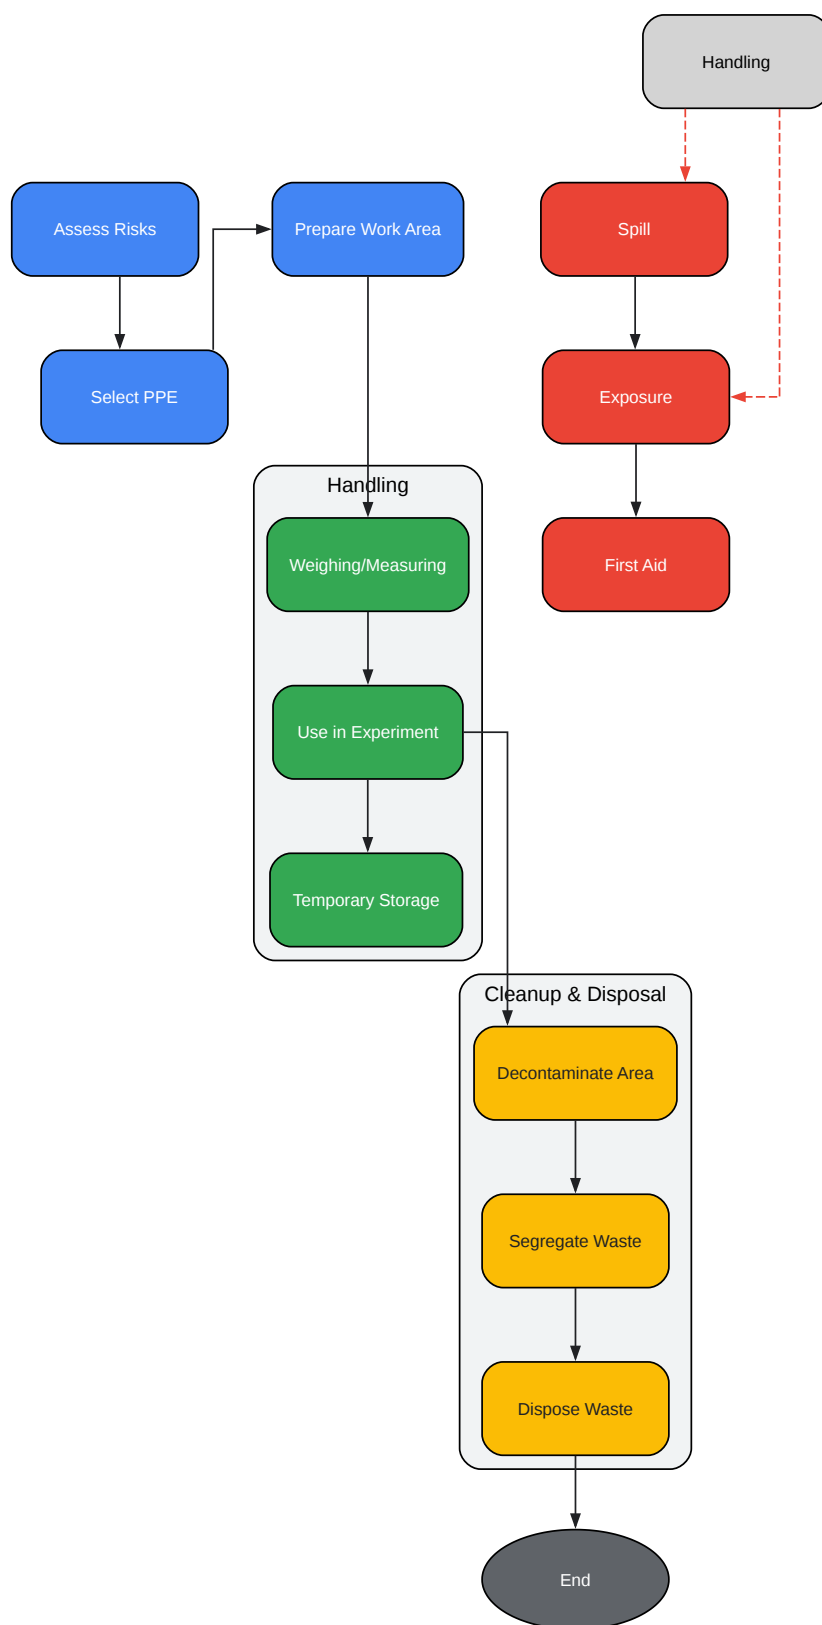 Handling
Assess Risks
Prepare Work Area
Spill
Select PPE
Exposure
Handling
Weighing/Measuring
First Aid
Use in Experiment
Temporary Storage
Cleanup & Disposal
Decontaminate Area
Segregate Waste
Dispose Waste
End